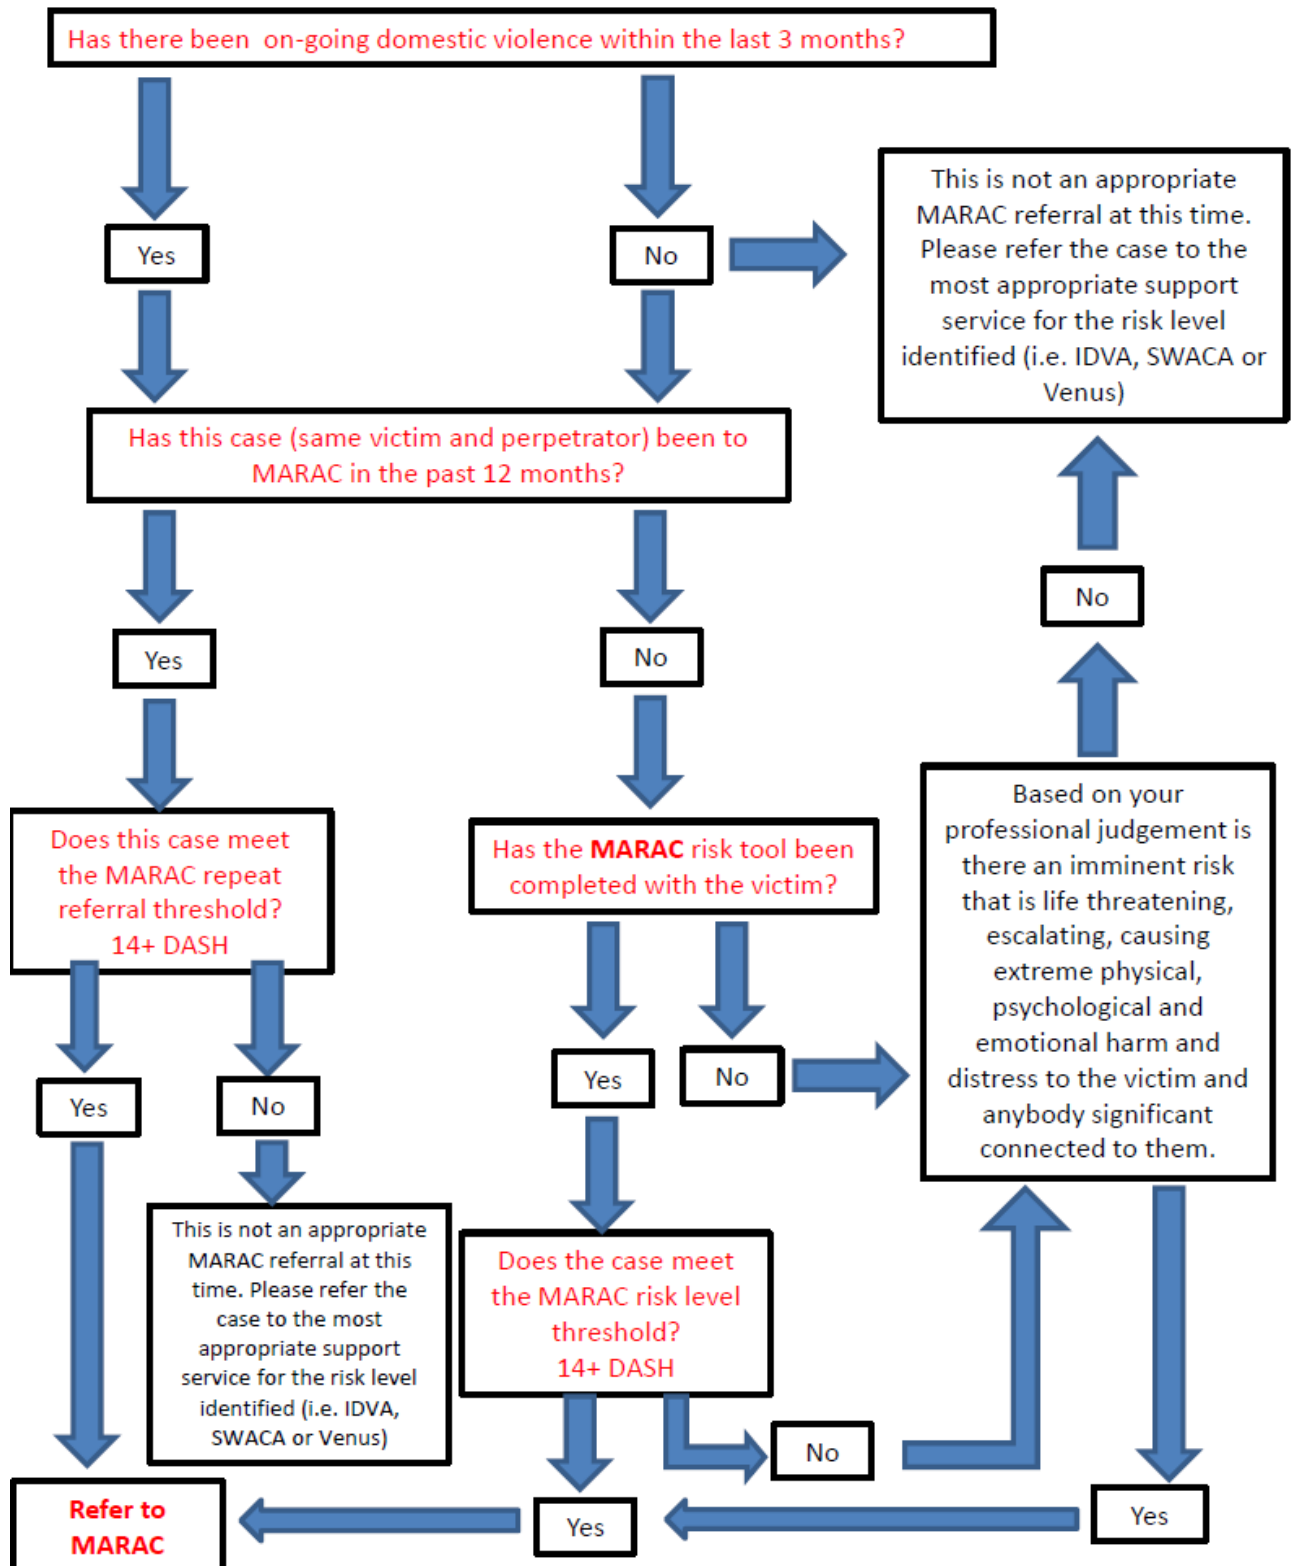 Has there been on-going domestic violence within the last 3 months?
Yes
No
This is not an appropriate
MARAC referral at this time.
Please refer the case to the
most appropriate support
service for the risk level
identified (i.e. IDVA, SWACA or
Venus)
Has this case (same victim and perpetrator) been to
MARAC in the past 12 months?
Yes
No
No
Does this case meet
the MARAC repeat
referral threshold?
14+ DASH
Has the MARAC risk tool been
completed with the victim?
Based on your
professional judgement is
there an imminent risk
that is life threatening,
escalating, causing
extreme physical,
psychological and
emotional harm and
distress to the victim and
anybody significant
connected to them.
Yes
No
Yes
No
This is not an appropriate
MARAC referral at this
time. Please refer the
case to the most
appropriate support
service for the risk level
identified (i.e. IDVA,
SWACA or Venus)
Does the case meet
the MARAC risk level
threshold?
14+ DASH
No
Yes
Yes
Refer to
MARAC